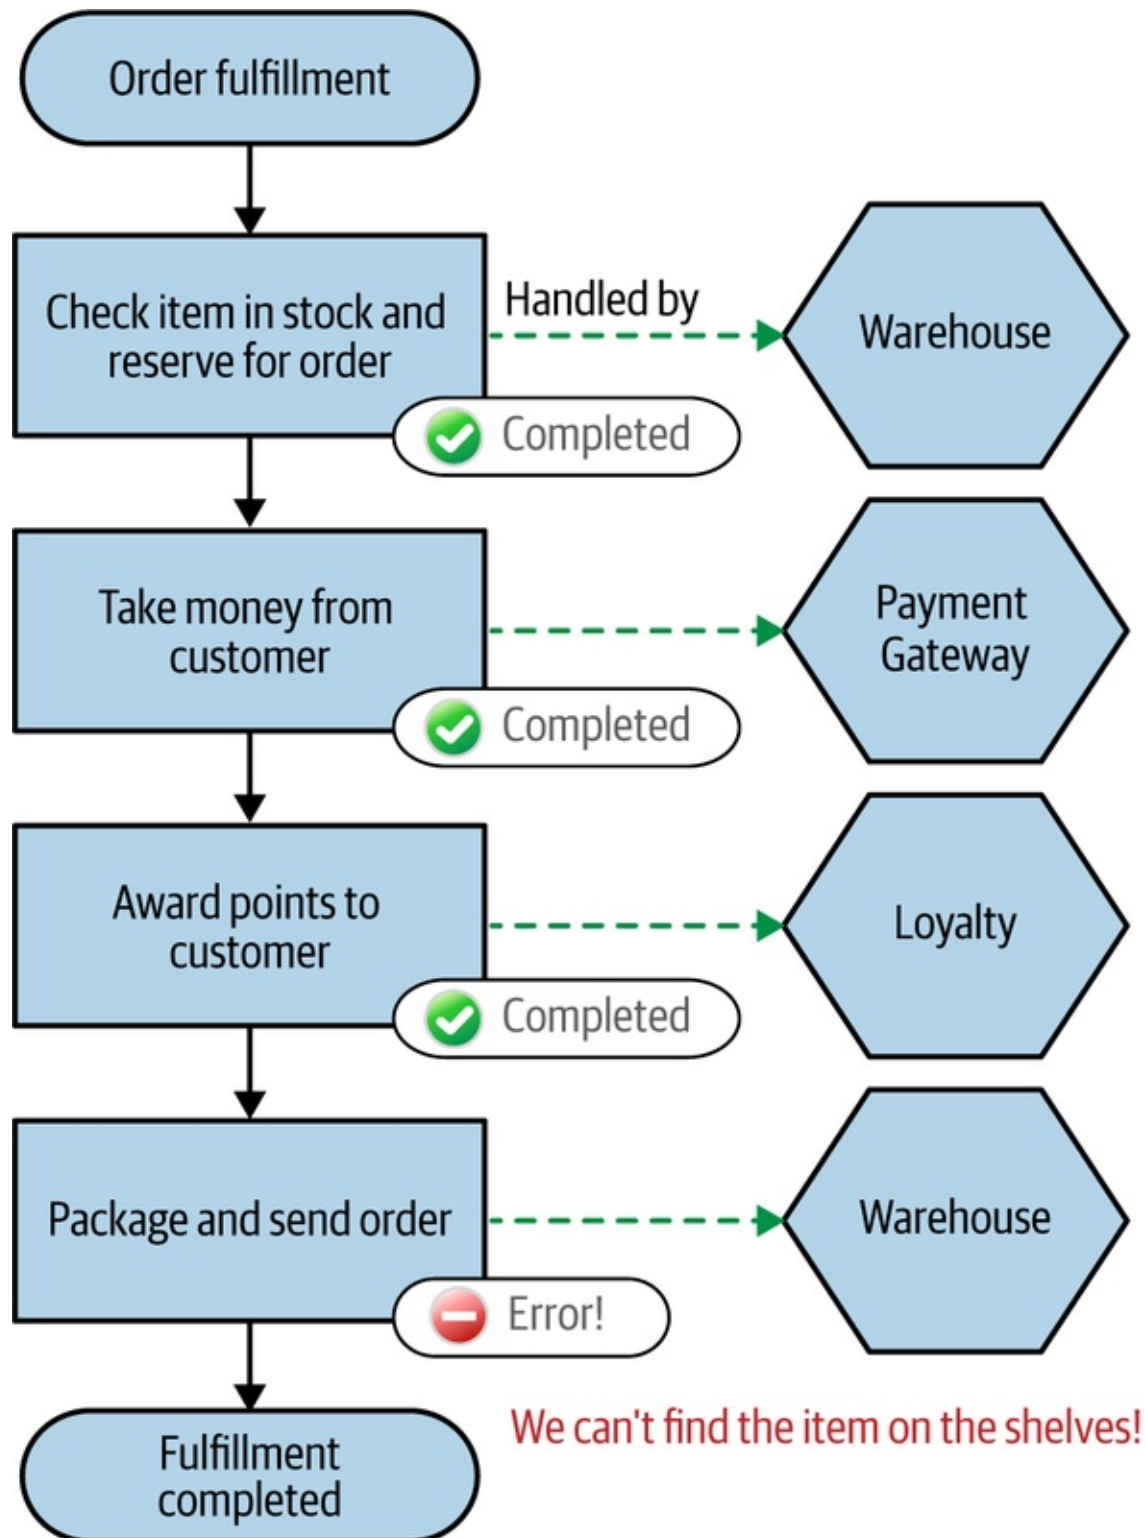 Order fulfillment
Check item in stock and
reserve for order
Handled by
Warehouse
Completed
Take money from
customer
Payment
Gateway
Completed
Award points to
customer
Loyalty
Completed
Package and send order
Warehouse
Error!
We can't find the item on the shelves!
Fulfillment
completed